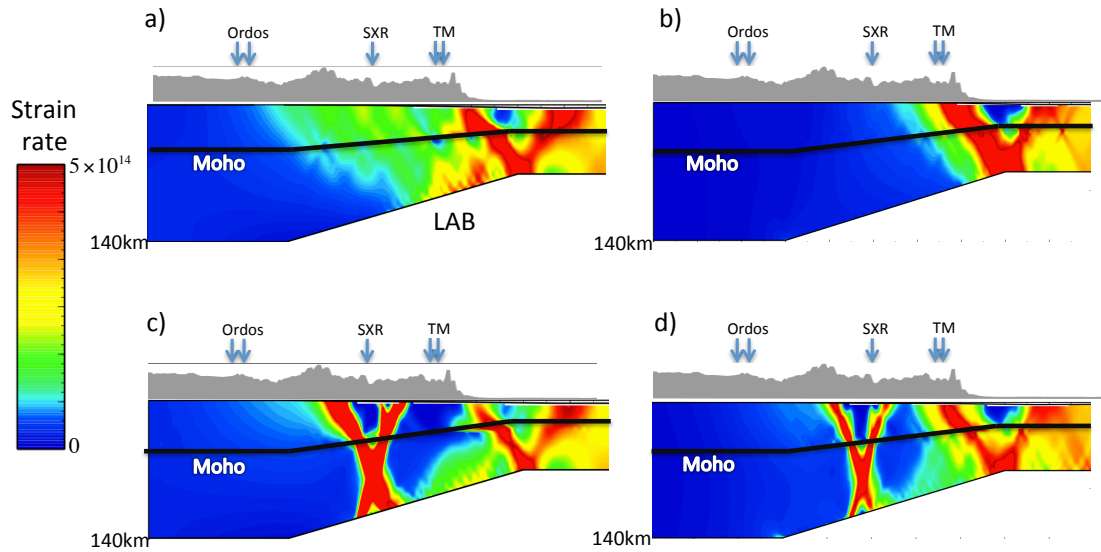 a)
Ordos SXR TM
b)
Ordos SXR TM
Strain
rate
5×10¹⁴
0
Moho
LAB
140km
Moho
140km
c)
Ordos SXR TM
d)
Ordos SXR TM
Moho
140km
Moho
140km